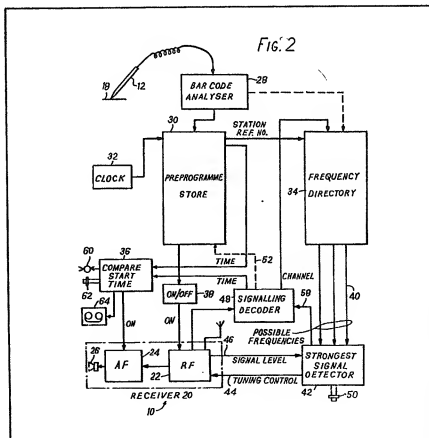 FIG. 2
18
12
BAR CODE
ANALYSER
28
30
STATION
REF. NO.
CLOCK
32
PREPROGRAMME
STORE
34
FREQUENCY
DIRECTORY
36
COMPARE
START
TIME
60
62
64
TIME
TIME
52
CHANNEL
ON/OFF
38
48
SIGNALLING
DECODER
58
40
POSSIBLE
FREQUENCIES
ON
ON
46
SIGNAL LEVEL
26
AF
24
RF
22
TUNING CONTROL
44
STRONGEST
SIGNAL
DETECTOR
42
50
RECEIVER 20
10